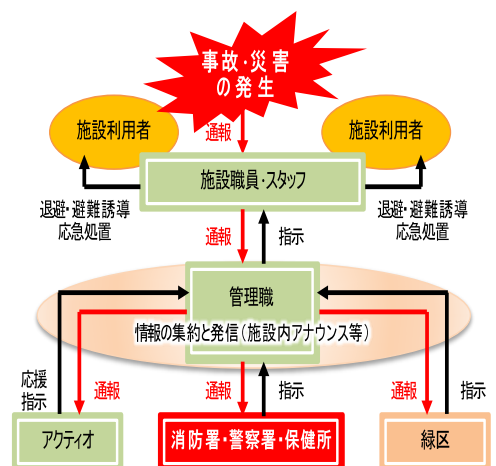 事故・災害
の発生
通報
施設利用者
施設利用者
施設職員・スタッフ
退避・避難誘導
応急処置
退避・避難誘導
応急処置
通報
指示
管理職
情報の集約と発信（施設内アナウンス等）
応援
指示
通報
通報
指示
通報
指示
アクティオ
消防署・警察署・保健所
緑区